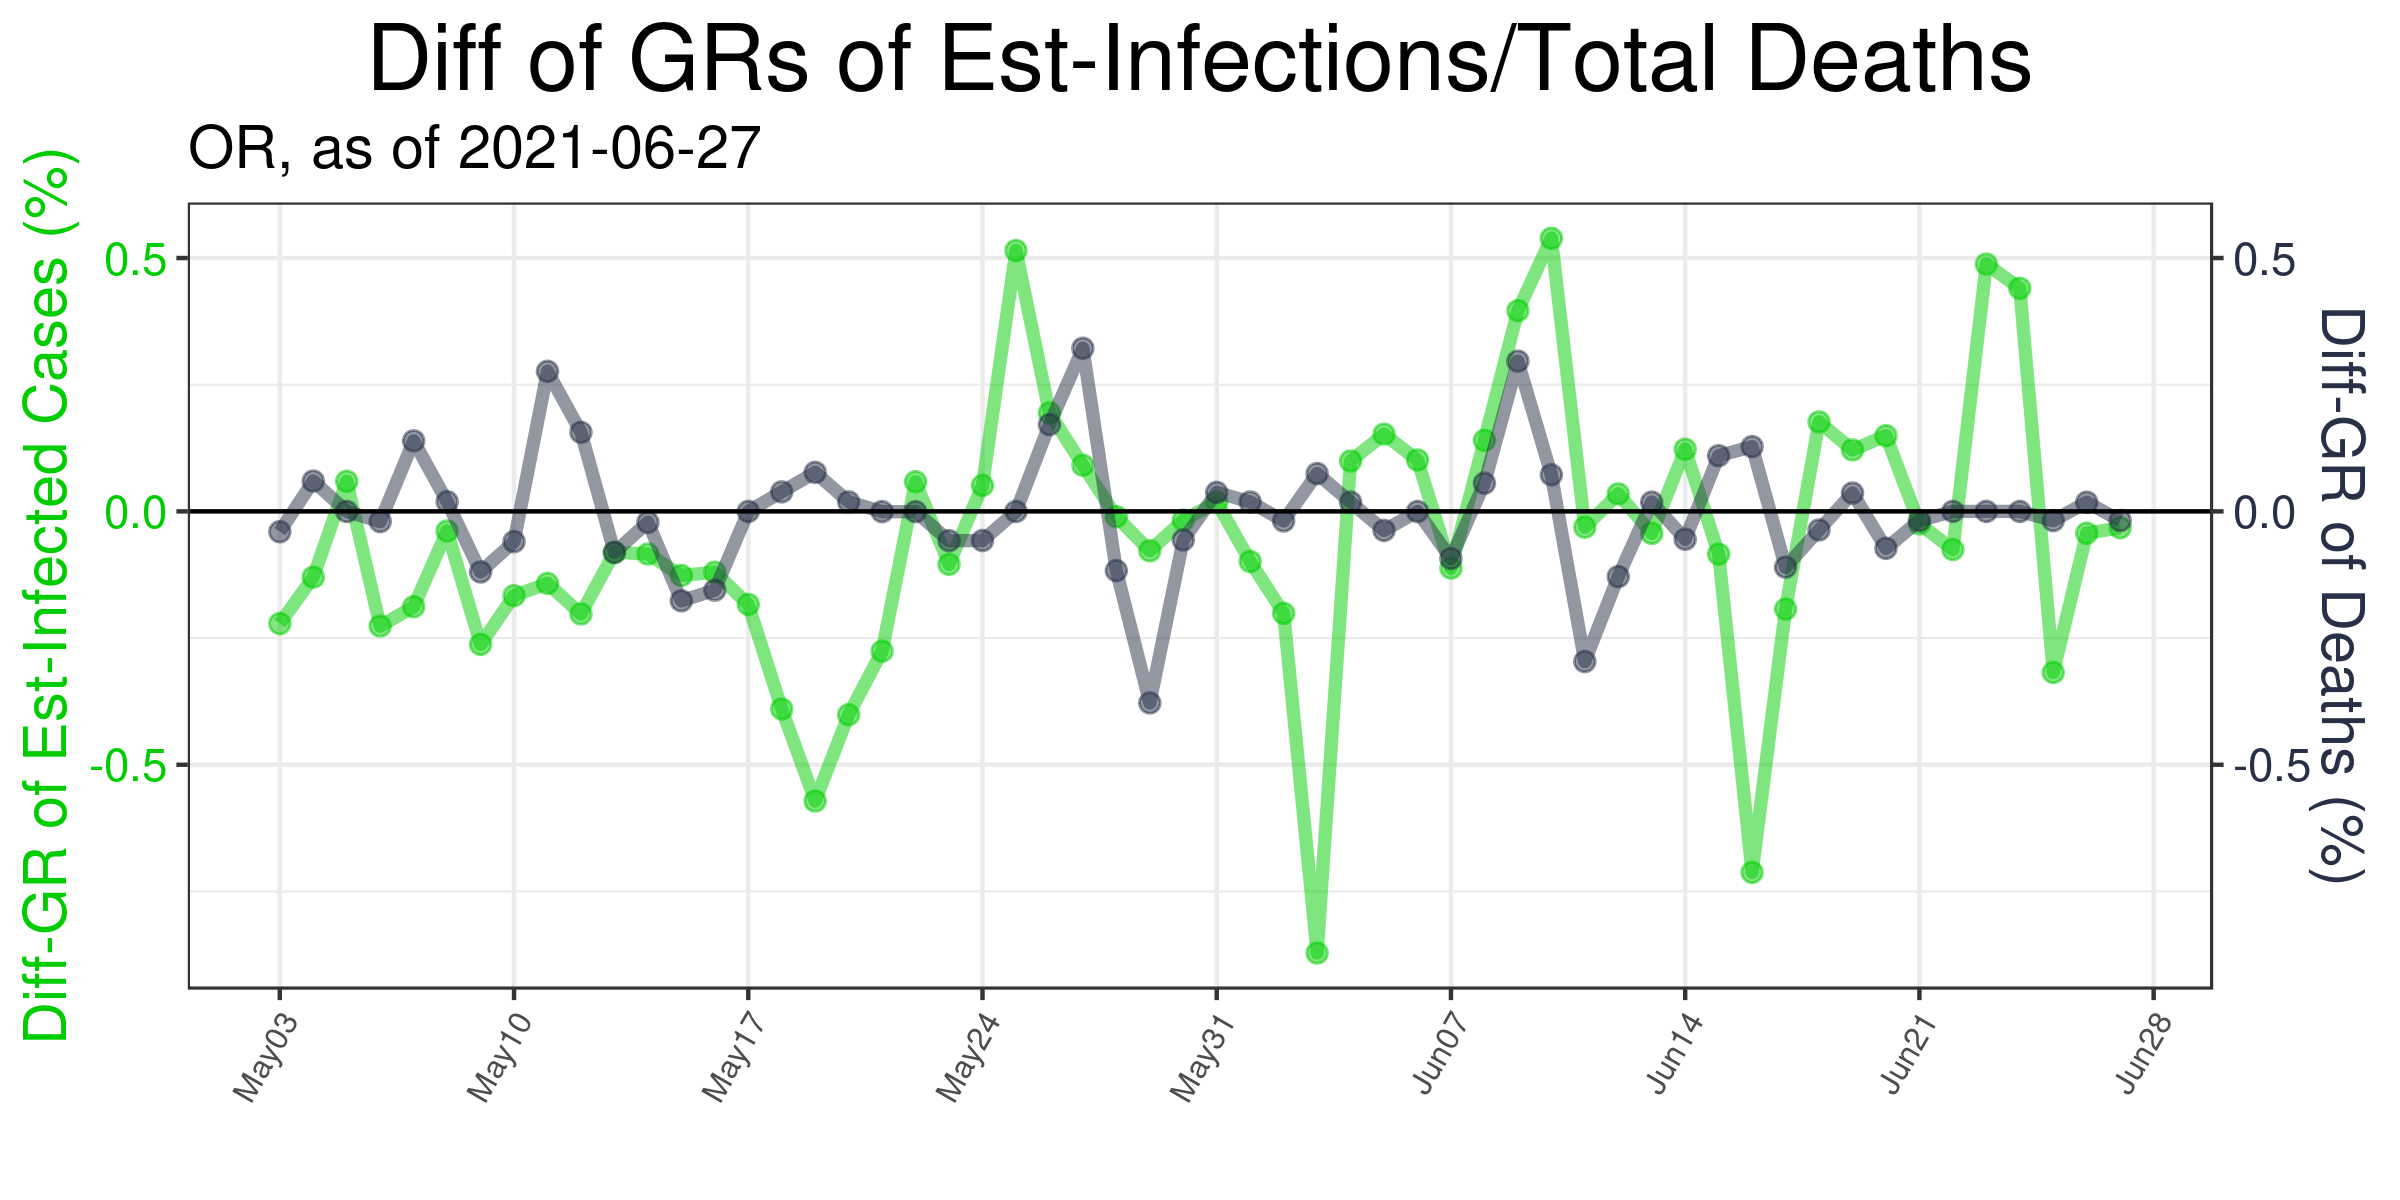 Diff of GRs of Est-Infections/Total Deaths
OR, as of 2021-06-27
Diff-GR of Est-Infected Cases (%)
0.5
0.0
-0.5
0.5
0.0
-0.5
Diff-GR of Deaths (%)
May03
May10
May17
May24
May31
Jun07
Jun14
Jun21
Jun28